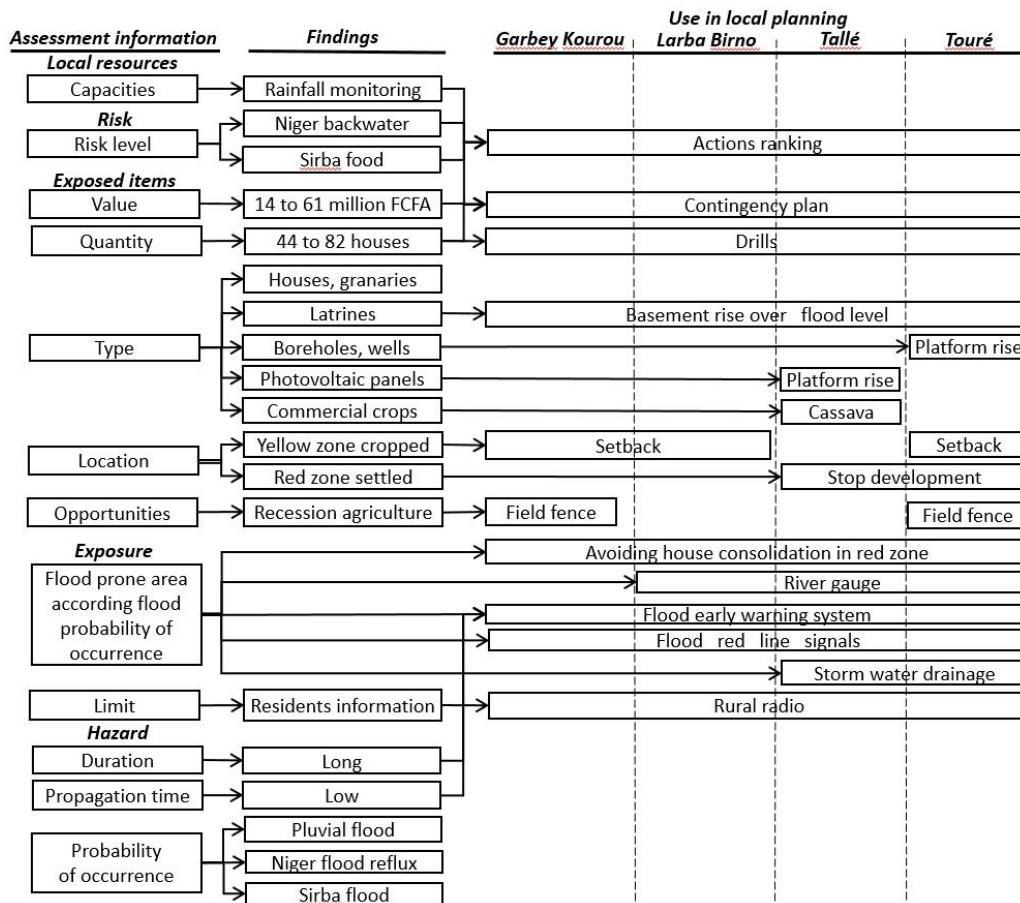 Use in local planning
Assessment information Findings Garbey Kourou Larba Birno Tallé Touré
Local resources
Capacities Rainfall monitoring
Risk Niger backwater
Risk level Actions ranking
Sirba food
Exposed items
Value 14 to 61 million FCFA Contingency plan
Quantity 44 to 82 houses Drills
Houses, granaries
Latrines Basement rise over flood level
Type Boreholes, wells Platform rise
Photovoltaic panels Platform rise
Commercial crops Cassava
Yellow zone cropped Setback Setback
Location
Red zone settled Stop development
Opportunities Recession agriculture Field fence Field fence
Exposure Avoiding house consolidation in red zone
Flood prone area River gauge
according flood
probability of Flood early warning system
occurrence Flood red line signals
Storm water drainage
Limit Residents information Rural radio
Hazard
Duration Long
Propagation time Low
Pluvial flood
Probability
of occurrence Niger flood reflux
Sirba flood